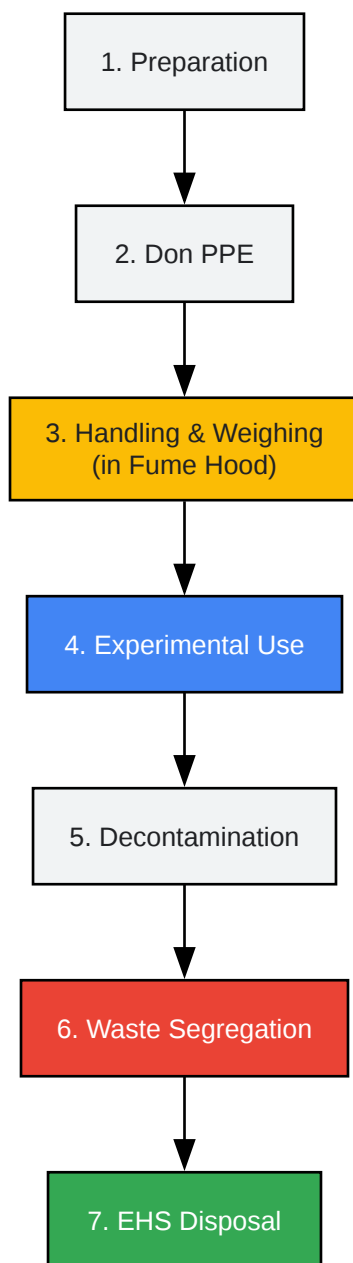 1. Preparation
2. Don PPE
3. Handling & Weighing
(in Fume Hood)
4. Experimental Use
5. Decontamination
6. Waste Segregation
7. EHS Disposal